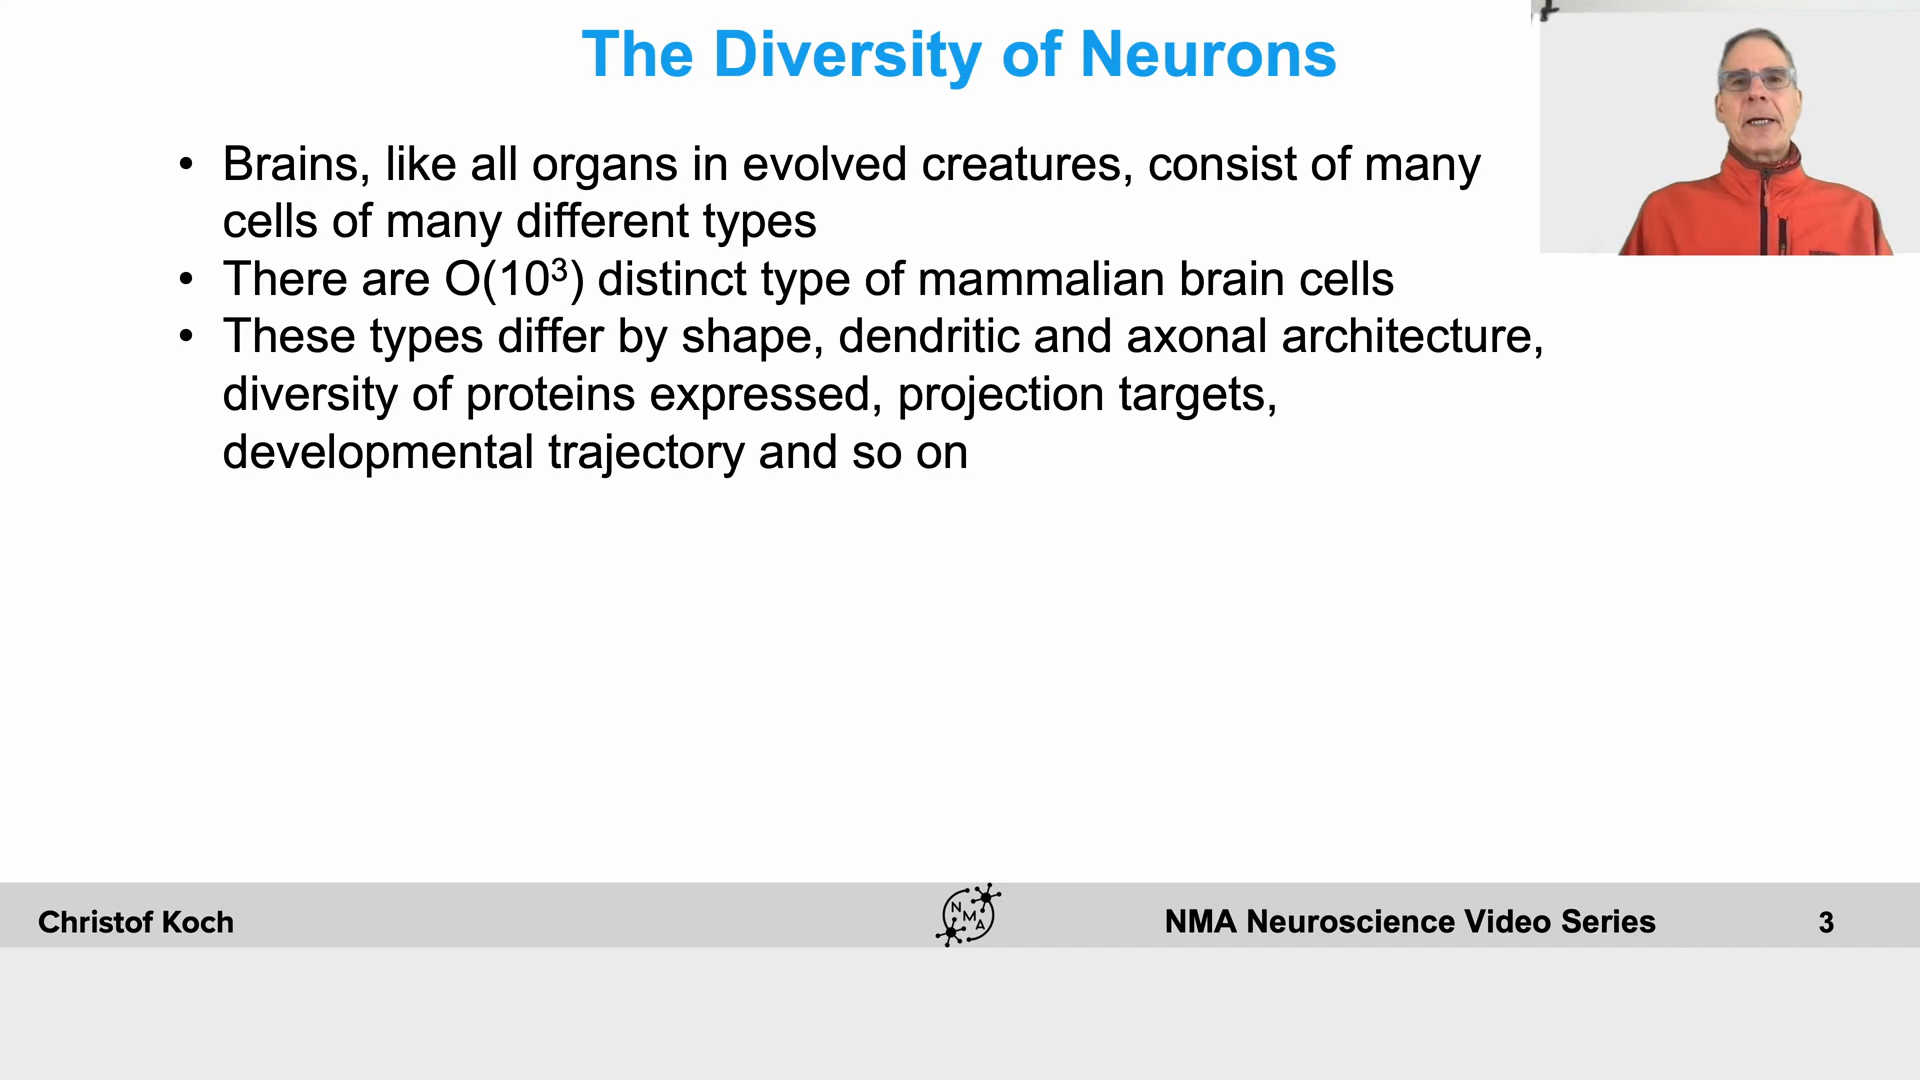 The Diversity of Neurons
• Brains, like all organs in evolved creatures, consist of many
cells of many different types
• There are O(10³) distinct type of mammalian brain cells
• These types differ by shape, dendritic and axonal architecture,
diversity of proteins expressed, projection targets,
developmental trajectory and so on
Christof Koch
NMA
NMA Neuroscience Video Series
3